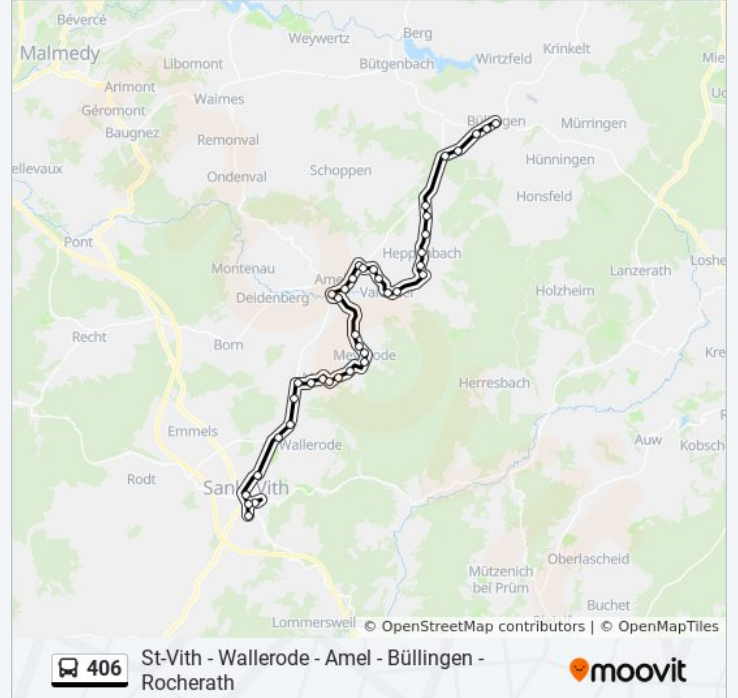 Bévercé
Berg
Weywertz
Krinkelt
Malmedy
Wirtzfeld
Libomont
Bütgenbach
Arimont
Waimes
Géromont
Baugnez
Mürringen
Remonval
Hünningen
Schoppen
ellevaux
Ondenval
Honsfeld
Pont
Montenau
Lanzerath
Deidenberg
Holzheim
Recht
Born
Herresbach
Emmels
Auw
Wallerode
Rodt
Oberlascheid
Mützenich
bei Prüm
Buchet
Lommersweil
© OpenStreetMap contributors | © OpenMapTiles
406
St-Vith - Wallerode - Amel - Büllingen -
Rocherath
moovit